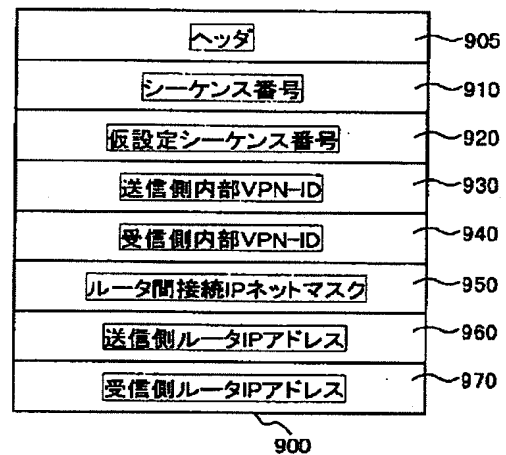 ヘッダ 905
シーケンス番号 910
仮設定シーケンス番号 920
送信側内部VPN-ID 930
受信側内部VPN-ID 940
ルータ間接続IPネットマスク 950
送信側ルータIPアドレス 960
受信側ルータIPアドレス 970
900